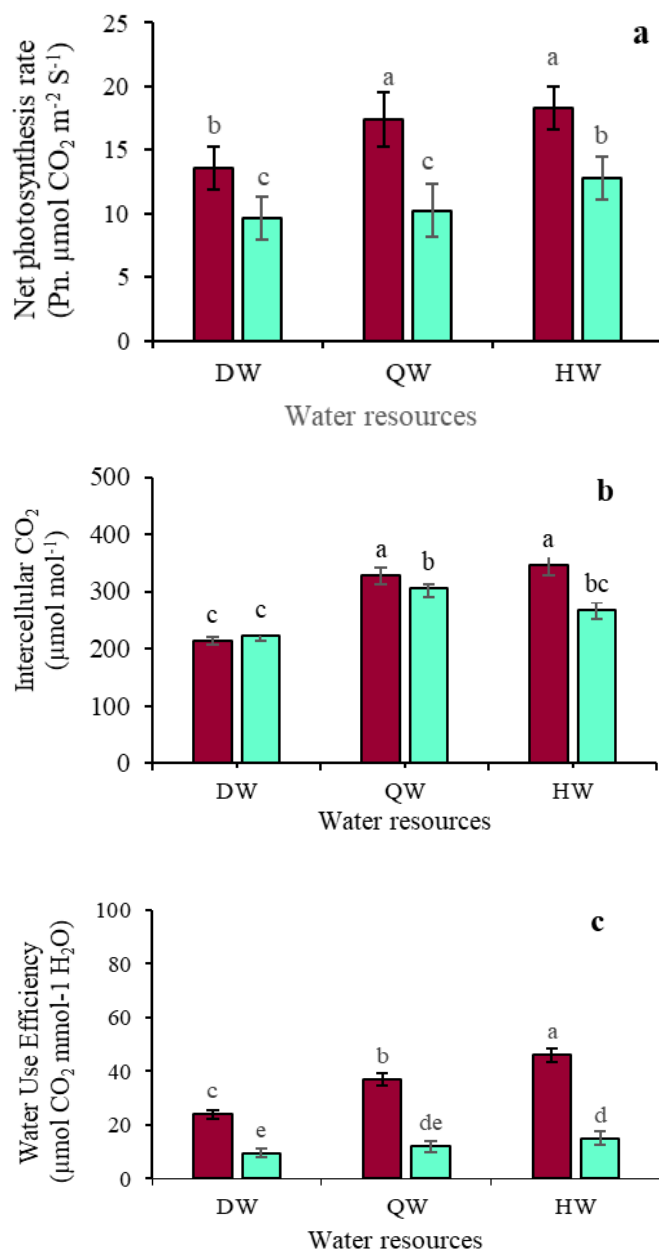 Net photosynthesis rate
(Pn. µmol CO₂ m⁻² S⁻¹)
25
20
15
10
5
0
a
b
c
a
c
a
b
DW
QW
HW
Water resources
Intercellular CO₂
(µmol mol⁻¹)
500
400
300
200
100
0
b
c
c
a
b
a
bc
DW
QW
HW
Water resources
Water Use Efficiency
(µmol CO₂ mmol-1 H₂O)
100
80
60
40
20
0
c
c
e
b
de
a
d
DW
QW
HW
Water resources